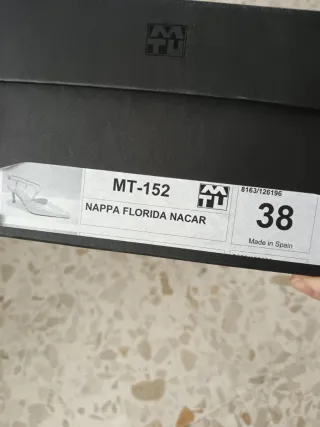 MTU
MT-152
MTU
8163/126196
NAPPA FLORIDA NACAR
38
Made in Spain